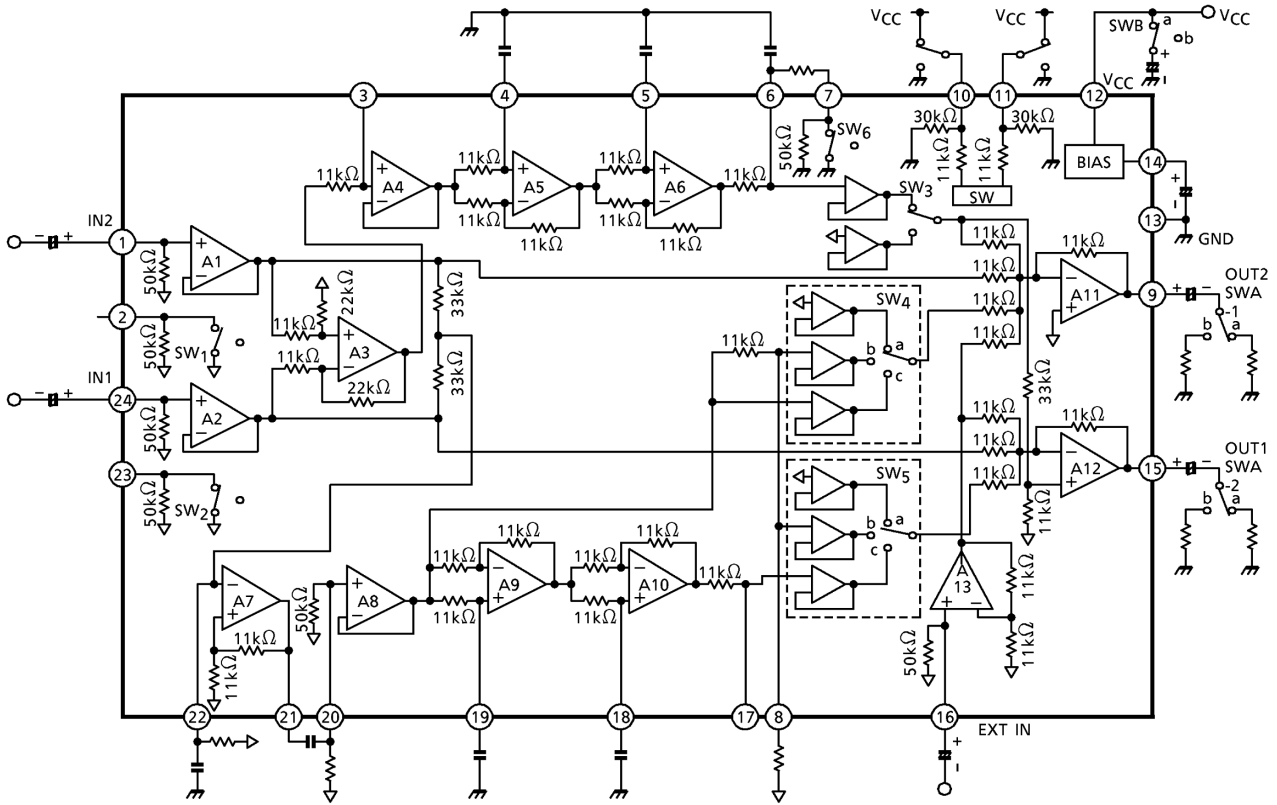 VCC VCC SWB a VCC
b
+
VCC
3 4 5 6 7 10 11 12
30kΩ 30kΩ
50kΩ SW6 11kΩ 11kΩ BIAS 14
11kΩ A4 + − 11kΩ A5 + − 11kΩ A6 + − 11kΩ
11kΩ 11kΩ 11kΩ 11kΩ
SW3 SW + −
13 GND
IN2
− + 1 50kΩ + A1 −
11kΩ
11kΩ 11kΩ − A11 + 9 + −
OUT2
SWA
-1
b a
2 50kΩ SW1
22kΩ 11kΩ + A3 − 11kΩ 22kΩ
33kΩ
33kΩ
SW4
a
b
c
11kΩ
11kΩ
11kΩ
33kΩ
IN1
− + 24 50kΩ + A2 −
11kΩ
11kΩ
11kΩ
11kΩ − A12 + 15 + −
OUT1
SWA
-2
b a
23 50kΩ SW2
SW5
a
b
c
11kΩ
− A7 + 11kΩ 11kΩ
50kΩ + A8 −
11kΩ 11kΩ − A9 + 11kΩ
11kΩ 11kΩ − A10 + 11kΩ 11kΩ
A
13
+ −
11kΩ
50kΩ 11kΩ
22 21 20 19 18 17 8 16
EXT IN
+
−